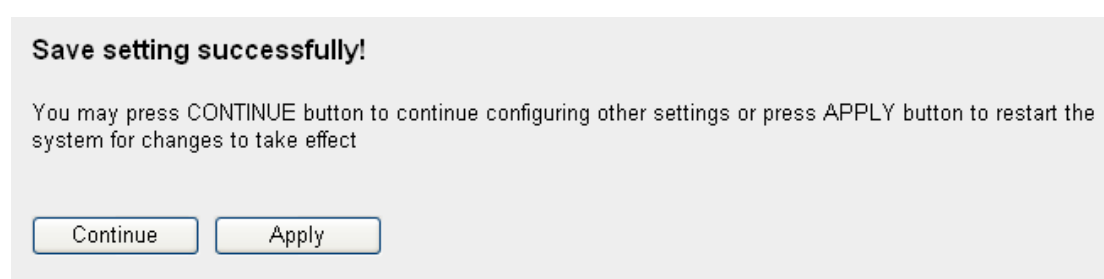 Save setting successfully!
You may press CONTINUE button to continue configuring other settings or press APPLY button to restart the
system for changes to take effect
Continue Apply